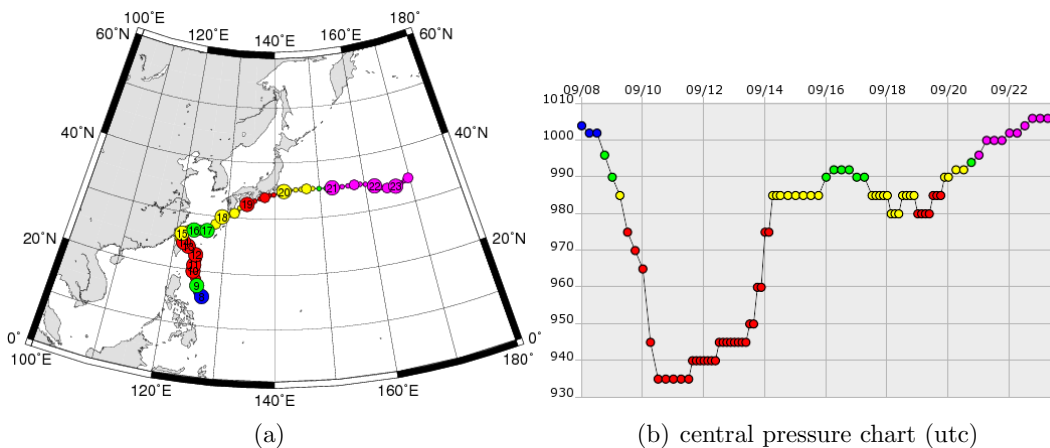 100˚E 120˚E 140˚E 160˚E 180˚
60˚N 60˚N
40˚N 40˚N
20˚N 20˚N
0˚ 0˚
100˚E 120˚E 140˚E 160˚E 180˚
15 16 17 18 19 20 21 22 23
12
10
9
8
(a)
09/08 09/10 09/12 09/14 09/16 09/18 09/20 09/22
1010
1000
990
980
970
960
950
940
930
(b) central pressure chart (utc)